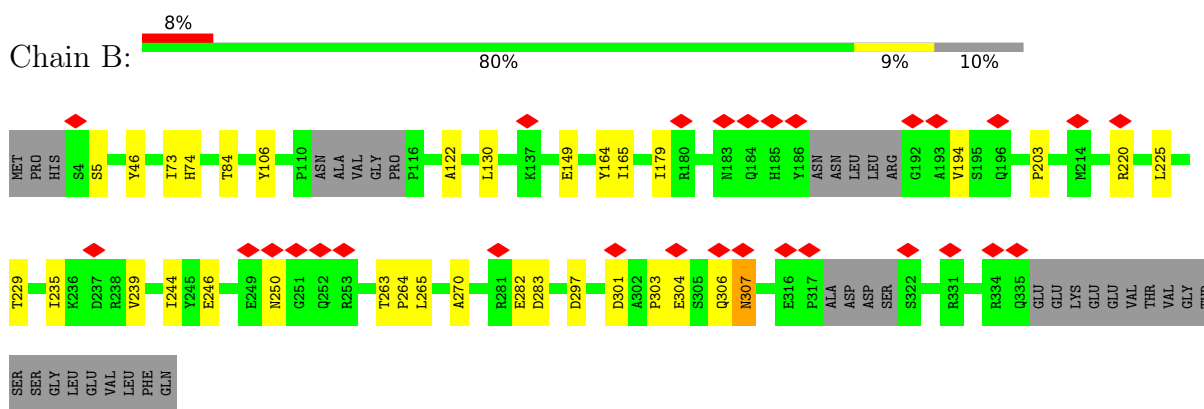 8%
Chain B:
80% 9% 10%
MET PRO HIS S4 S5 Y46 I73 H74 T84 Y106 P110 ASN ALA VAL GLY PRO P116 A122 L130 K137 E149 Y164 I165 I179 R180 N183 Q184 H185 Y186 ASN ASN LEU LEU ARG G192 A193 V194 S195 Q196 P203 M214 R220 L225
T229 I235 K236 D237 R238 V239 I244 Y245 E246 E249 N250 G251 Q252 R253 T263 P264 L265 A270 R281 E282 D283 D297 D301 A302 P303 E304 S305 Q306 N307 E316 P317 ALA ASP ASP SER S322 R331 R334 Q335 GLU GLU LYS GLU GLU VAL THR VAL GLY
SER SER GLY LEU GLU VAL LEU PHE GLN